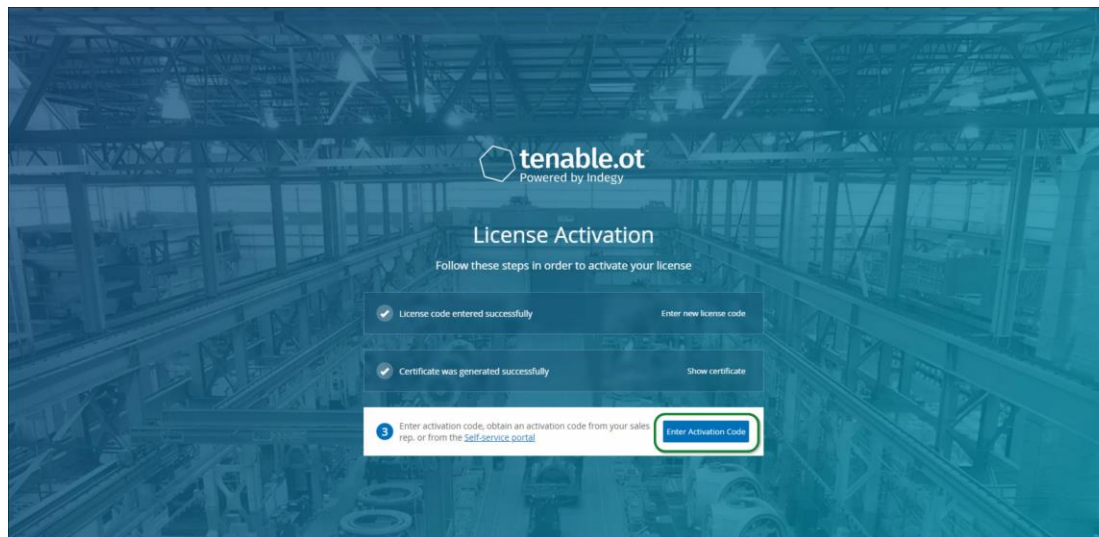 tenable.ot
Powered by Indegy
License Activation
Follow these steps in order to activate your license
License code entered successfully
Enter new license code
Certificate was generated successfully
Show certificate
3
Enter activation code, obtain an activation code from your sales
rep. or from the Self-service portal
Enter Activation Code